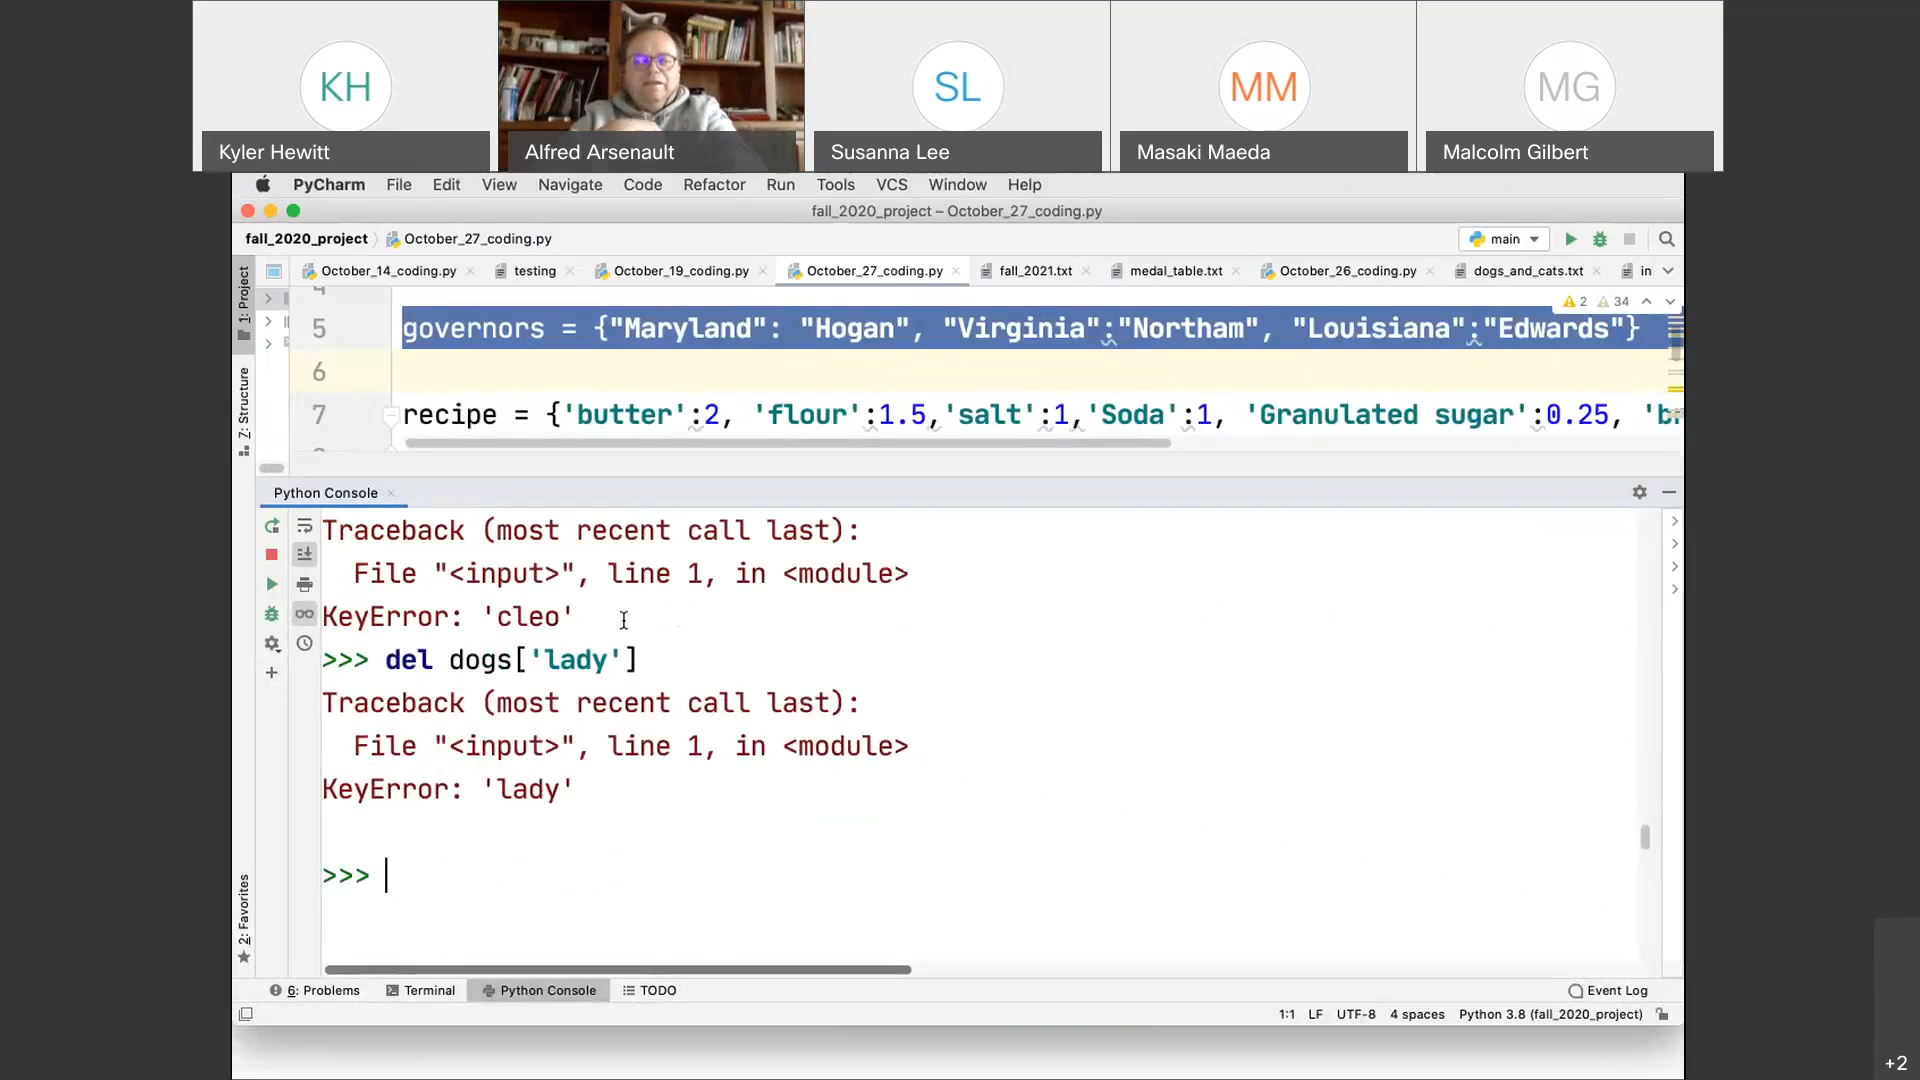 KH
SL
MM
MG
Kyler Hewitt
Alfred Arsenault
Susanna Lee
Masaki Maeda
Malcolm Gilbert
PyCharm File Edit View Navigate Code Refactor Run Tools VCS Window Help
fall_2020_project – October_27_coding.py
fall_2020_project October_27_coding.py
main
October_14_coding.py testing October_19_coding.py October_27_coding.py fall_2021.txt medal_table.txt October_26_coding.py dogs_and_cats.txt in
1: Project
2 34
5 governors = {"Maryland": "Hogan", "Virginia":"Northam", "Louisiana":"Edwards"}
6
7 recipe = {'butter':2, 'flour':1.5,'salt':1,'Soda':1, 'Granulated sugar':0.25, 'b
Z: Structure
Python Console
Traceback (most recent call last):
File "<input>", line 1, in <module>
KeyError: 'cleo'
>>> del dogs['lady']
Traceback (most recent call last):
File "<input>", line 1, in <module>
KeyError: 'lady'
>>>
2: Favorites
6: Problems Terminal Python Console TODO Event Log
1:1 LF UTF-8 4 spaces Python 3.8 (fall_2020_project)
+2